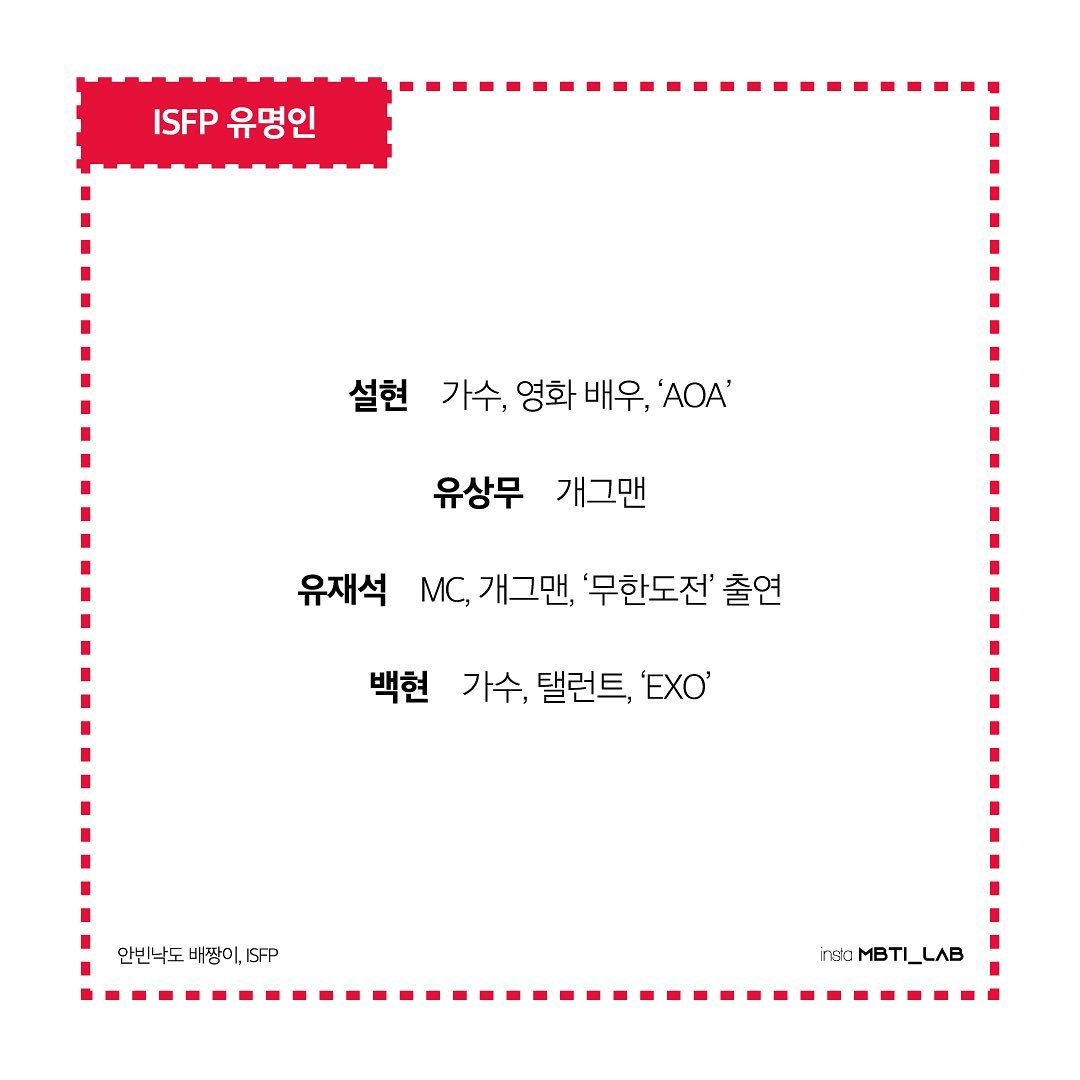 ISFP 유명인
설현 가수, 영화 배우, ‘AOA’
유상무 개그맨
유재석 MC, 개그맨, ‘무한도전’ 출연
백현 가수, 탤런트, ‘EXO’
안빈낙도 배짱이, ISFP
insta MBTI_LAB